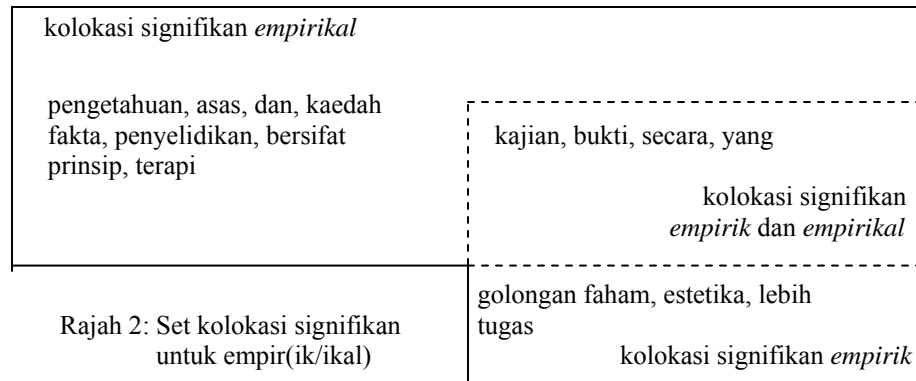 kolokasi signifikan empirikal
pengetahuan, asas, dan, kaedah
fakta, penyelidikan, bersifat
prinsip, terapi
kajian, bukti, secara, yang
kolokasi signifikan
empirik dan empirikal
golongan faham, estetika, lebih
tugas
kolokasi signifikan empirik
Rajah 2: Set kolokasi signifikan
untuk empir(ik/ikal)